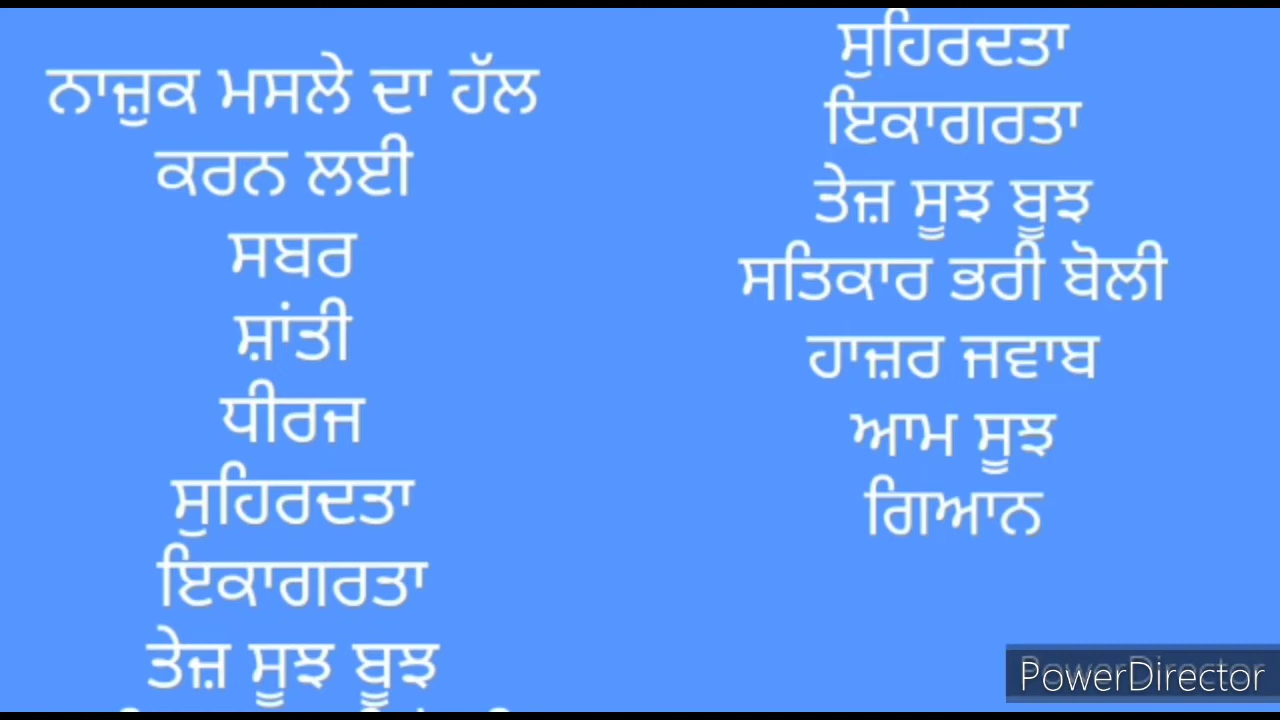 ਨਾਜ਼ੁਕ ਮਸਲੇ ਦਾ ਹੱਲ
ਕਰਨ ਲਈ
ਸਬਰ
ਸ਼ਾਂਤੀ
ਧੀਰਜ
ਸੁਹਿਰਦਤਾ
ਇਕਾਗਰਤਾ
ਤੇਜ਼ ਸੂਝ ਬੂਝ
ਸੁਹਿਰਦਤਾ
ਇਕਾਗਰਤਾ
ਤੇਜ਼ ਸੂਝ ਬੂਝ
ਸਤਿਕਾਰ ਭਰੀ ਬੋਲੀ
ਹਾਜ਼ਰ ਜਵਾਬ
ਆਮ ਸੂਝ
ਗਿਆਨ
PowerDirector